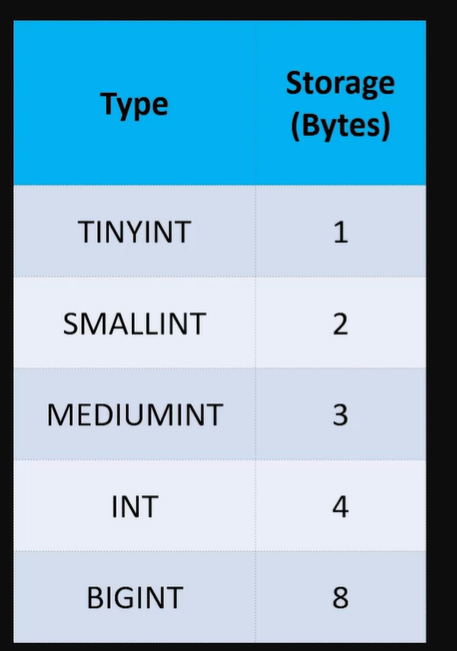 Type Storage
(Bytes)
TINYINT 1
SMALLINT 2
MEDIUMINT 3
INT 4
BIGINT 8